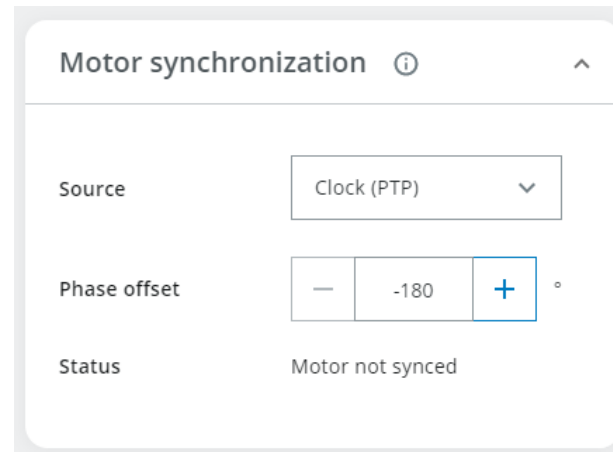 Motor synchronization
Source
Clock (PTP)
Phase offset
-180
°
Status
Motor not synced